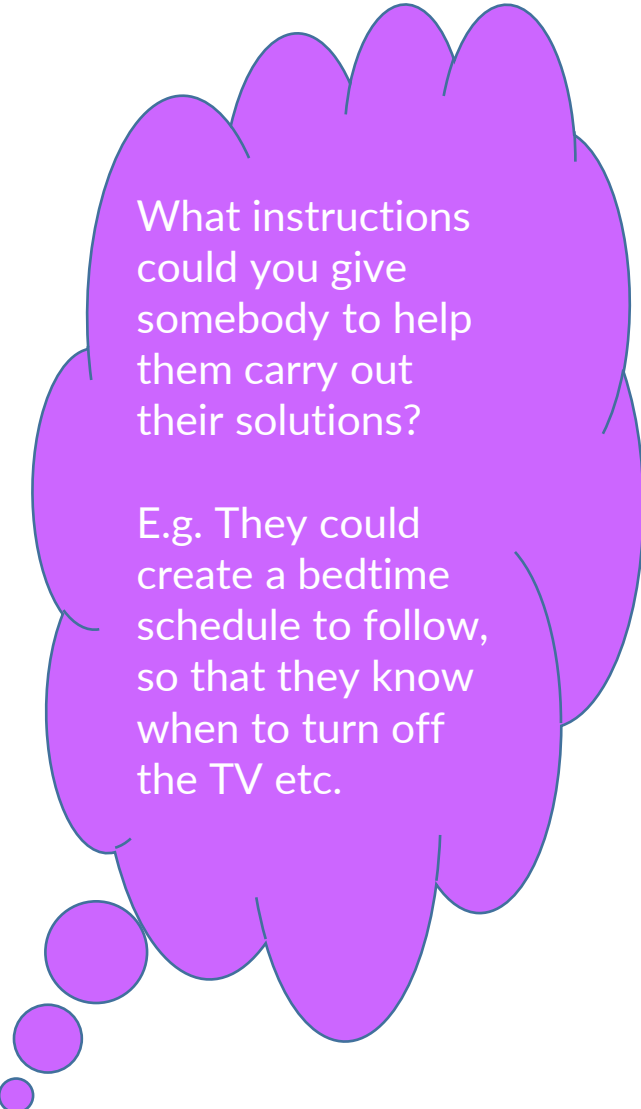 What instructions
could you give
somebody to help
them carry out
their solutions?
E.g. They could
create a bedtime
schedule to follow,
so that they know
when to turn off
the TV etc.